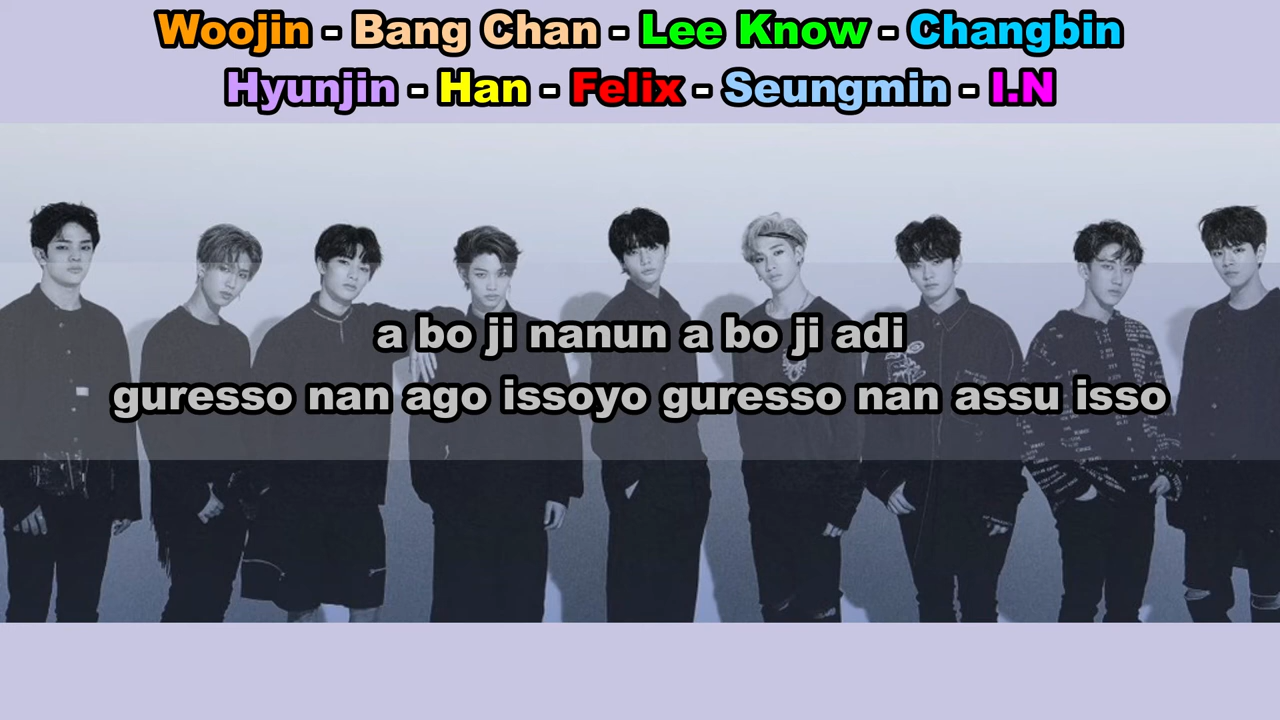 Woojin - Bang Chan - Lee Know - Changbin
Hyunjin - Han - Felix - Seungmin - I.N
a bo ji nanun a bo ji adi
guresso nan ago issoyo guresso nan assu isso